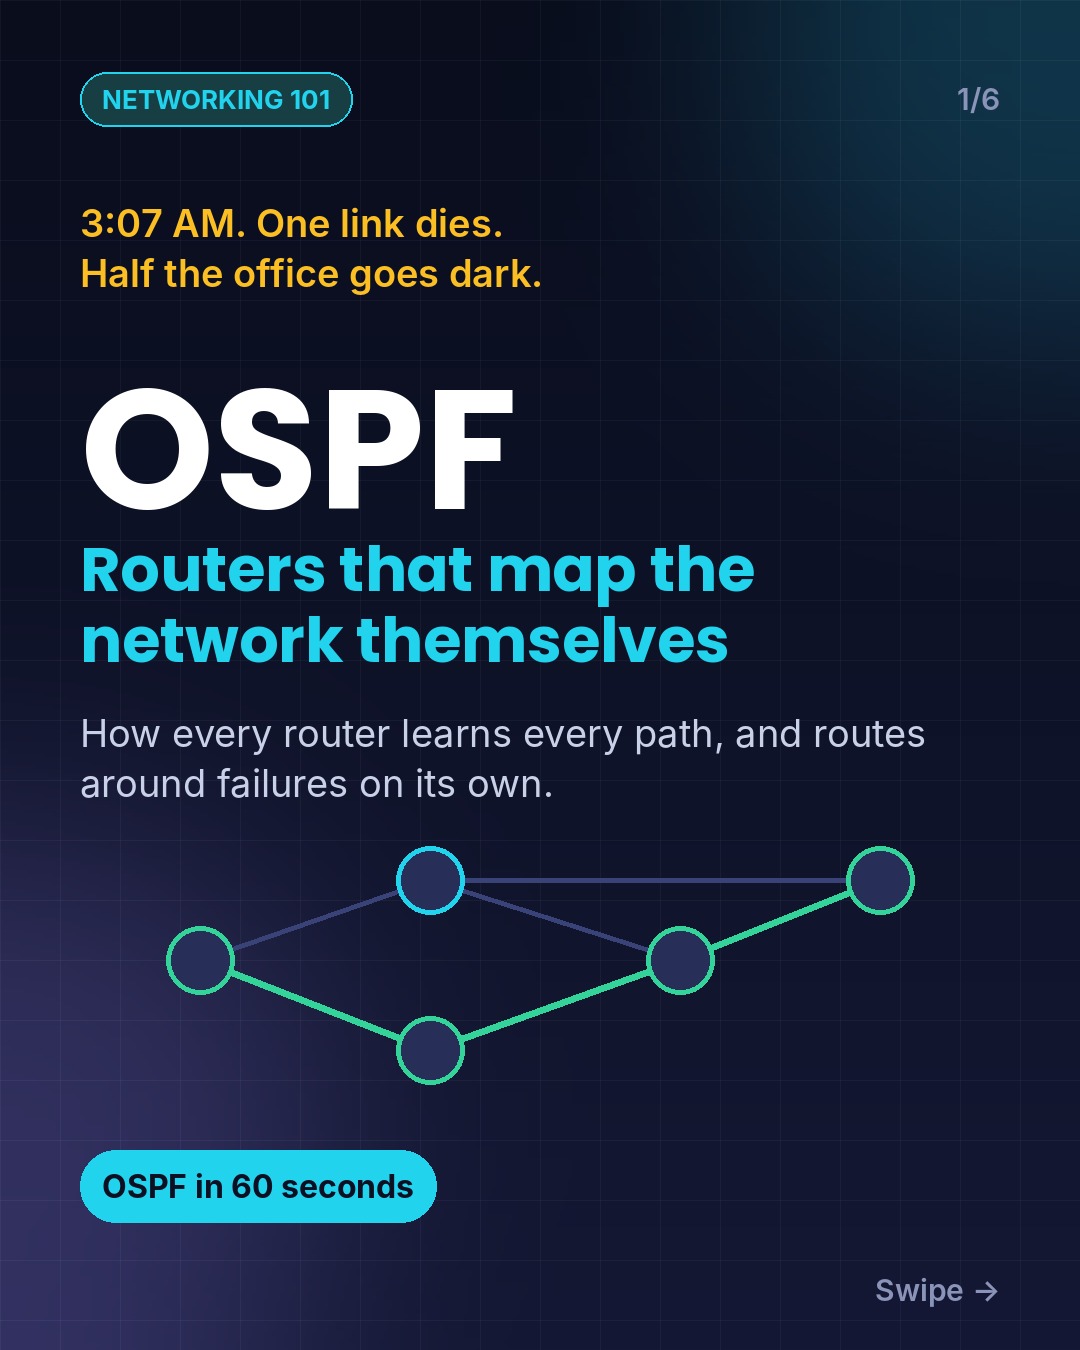 NETWORKING 101
1/6
3:07 AM. One link dies.
Half the office goes dark.
OSPF
Routers that map the
network themselves
How every router learns every path, and routes
around failures on its own.
OSPF in 60 seconds
Swipe →